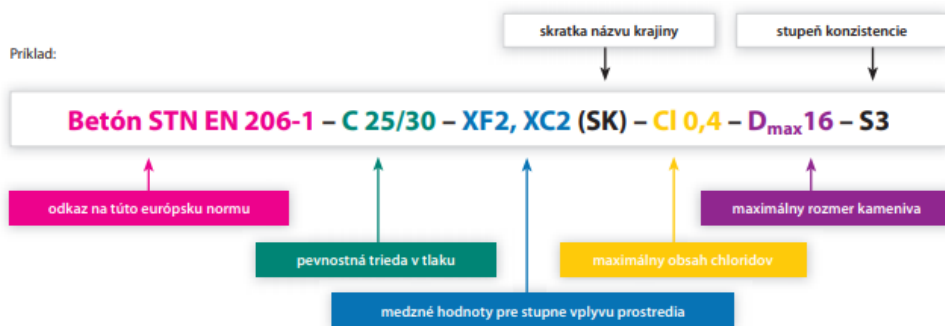 skratka názvu krajiny
stupeň konzistencie
Príklad:
Betón STN EN 206-1 – C 25/30 – XF2, XC2 (SK) – Cl 0,4 – Dmax16 – S3
odkaz na túto európsku normu
maximálny rozmer kameniva
pevnostná trieda v tlaku
maximálny obsah chloridov
medzné hodnoty pre stupne vplyvu prostredia